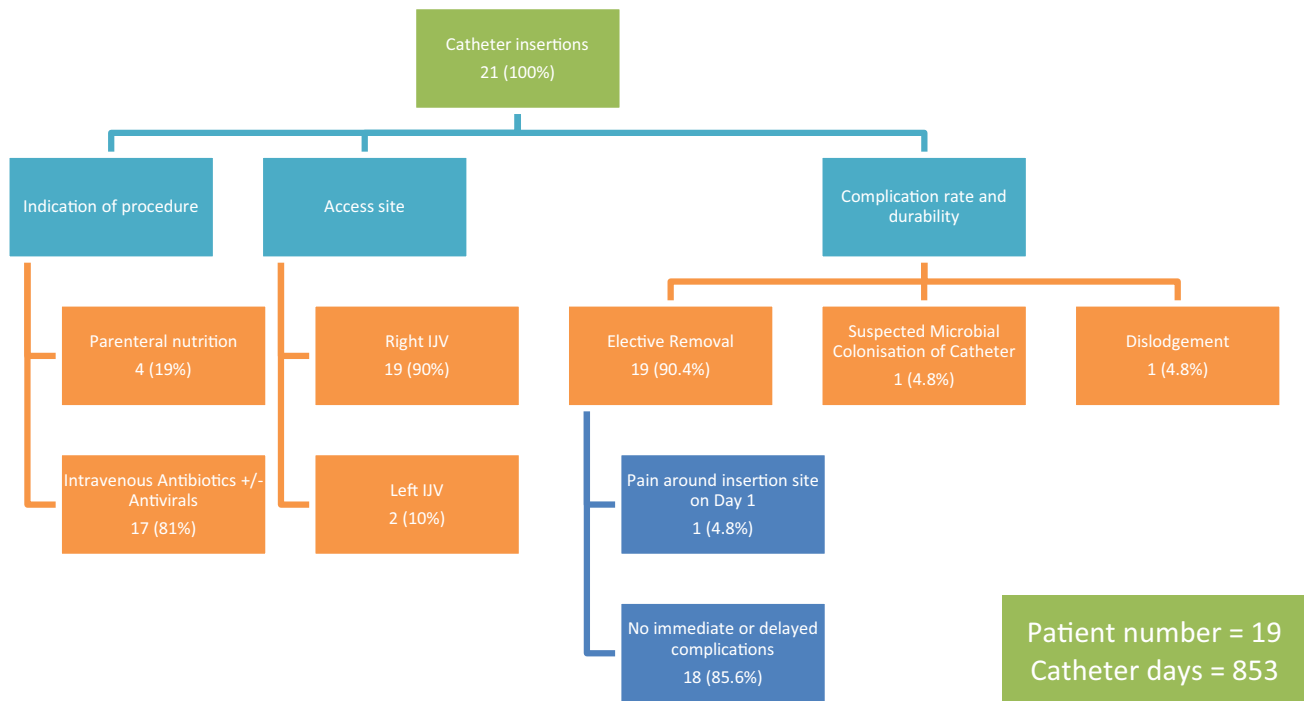 Catheter insertions
21 (100%)
Indication of procedure
Access site
Complication rate and
durability
Parenteral nutrition
4 (19%)
Right IJV
19 (90%)
Elective Removal
19 (90.4%)
Suspected Microbial
Colonisation of Catheter
1 (4.8%)
Dislodgement
1 (4.8%)
Intravenous Antibiotics +/-
Antivirals
17 (81%)
Left IJV
2 (10%)
Pain around insertion site
on Day 1
1 (4.8%)
No immediate or delayed
complications
18 (85.6%)
Patient number = 19
Catheter days = 853